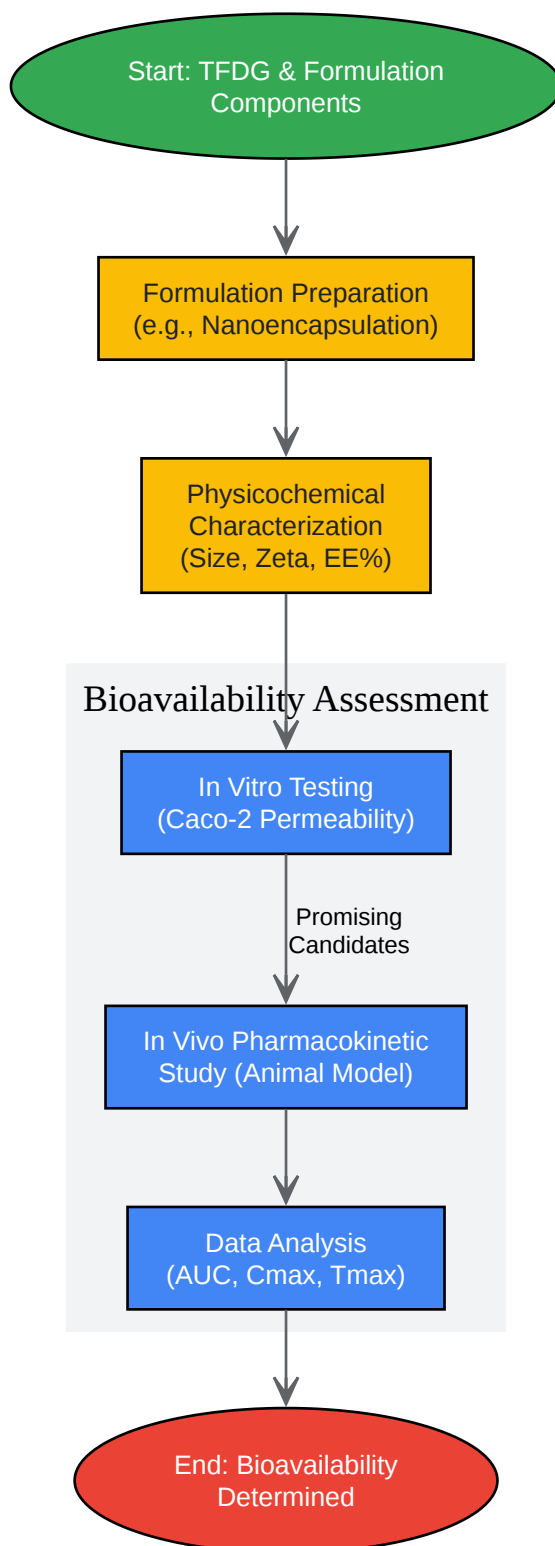 Start: TFDG & Formulation
Components
Formulation Preparation
(e.g., Nanoencapsulation)
Physicochemical
Characterization
(Size, Zeta, EE%)
Bioavailability Assessment
In Vitro Testing
(Caco-2 Permeability)
Promising
Candidates
In Vivo Pharmacokinetic
Study (Animal Model)
Data Analysis
(AUC, Cmax, Tmax)
End: Bioavailability
Determined